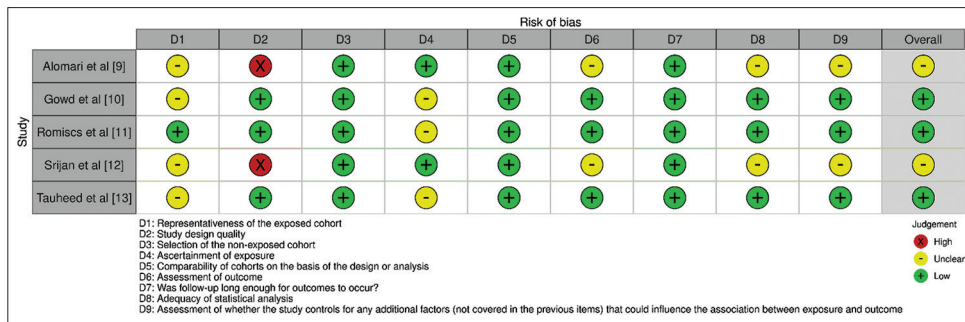 Risk of bias
D1 D2 D3 D4 D5 D6 D7 D8 D9 Overall
Study
Alomari et al [9] - X + + + - + - - -
Gowd et al [10] - + + - + + + + + +
Romiscs et al [11] + + + - + + + + + +
Srijan et al [12] - X + + + - + - - -
Tauheed et al [13] - + + - + + + + + +
D1: Representativeness of the exposed cohort
D2: Study design quality
D3: Selection of the non-exposed cohort
D4: Ascertainment of exposure
D5: Comparability of cohorts on the basis of the design or analysis
D6: Assessment of outcome
D7: Was follow-up long enough for outcomes to occur?
D8: Adequacy of statistical analysis
D9: Assessment of whether the study controls for any additional factors (not covered in the previous items) that could influence the association between exposure and outcome
Judgement
X High
- Unclear
+ Low